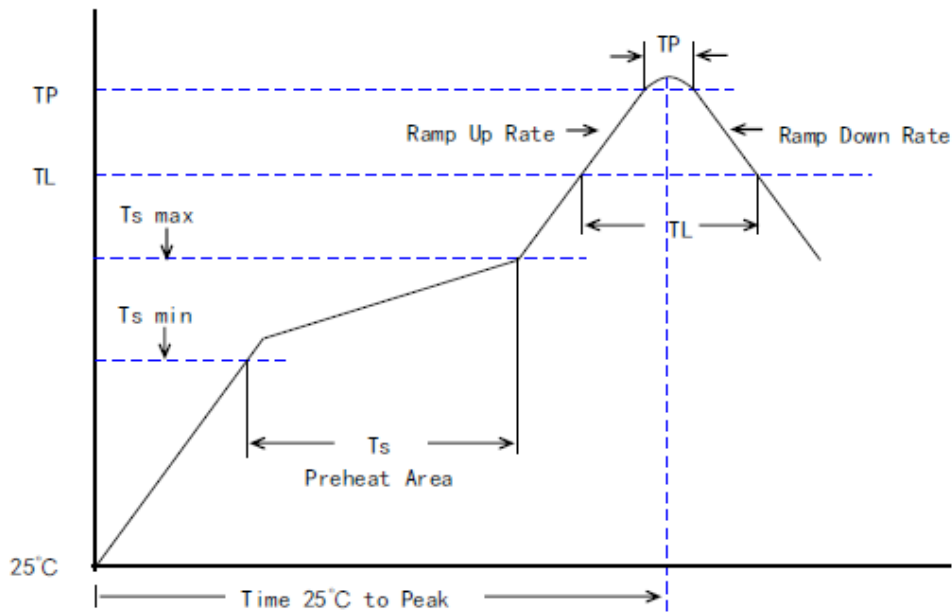 TP
TP
Ramp Up Rate
Ramp Down Rate
TL
Ts max
TL
Ts min
Ts
Preheat Area
25℃
Time 25℃ to Peak